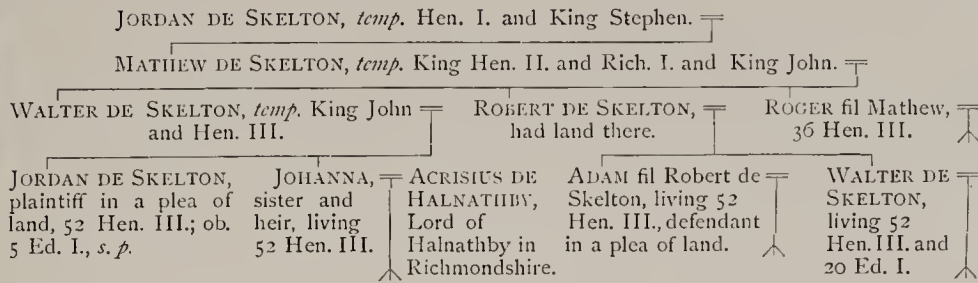 JORDAN DE SKELTON, temp. Hen. I. and King Stephen.
MATHEW DE SKELTON, temp. King Hen. II. and Rich. I. and King John.
WALTER DE SKELTON, temp. King John
and Hen. III.
ROBERT DE SKELTON,
had land there.
ROGER fil Mathew,
36 Hen. III.
JORDAN DE SKELTON,
plaintiff in a plea of
land, 52 Hen. III.; ob.
5 Ed. I., s. p.
JOHANNA,
sister and
heir, living
52 Hen. III.
ACRISIUS DE
HALNATHBY,
Lord of
Halnathby in
Richmondshire.
ADAM fil Robert de
Skelton, living 52
Hen. III., defendant
in a plea of land.
WALTER DE
SKELTON,
living 52
Hen. III. and
20 Ed. I.